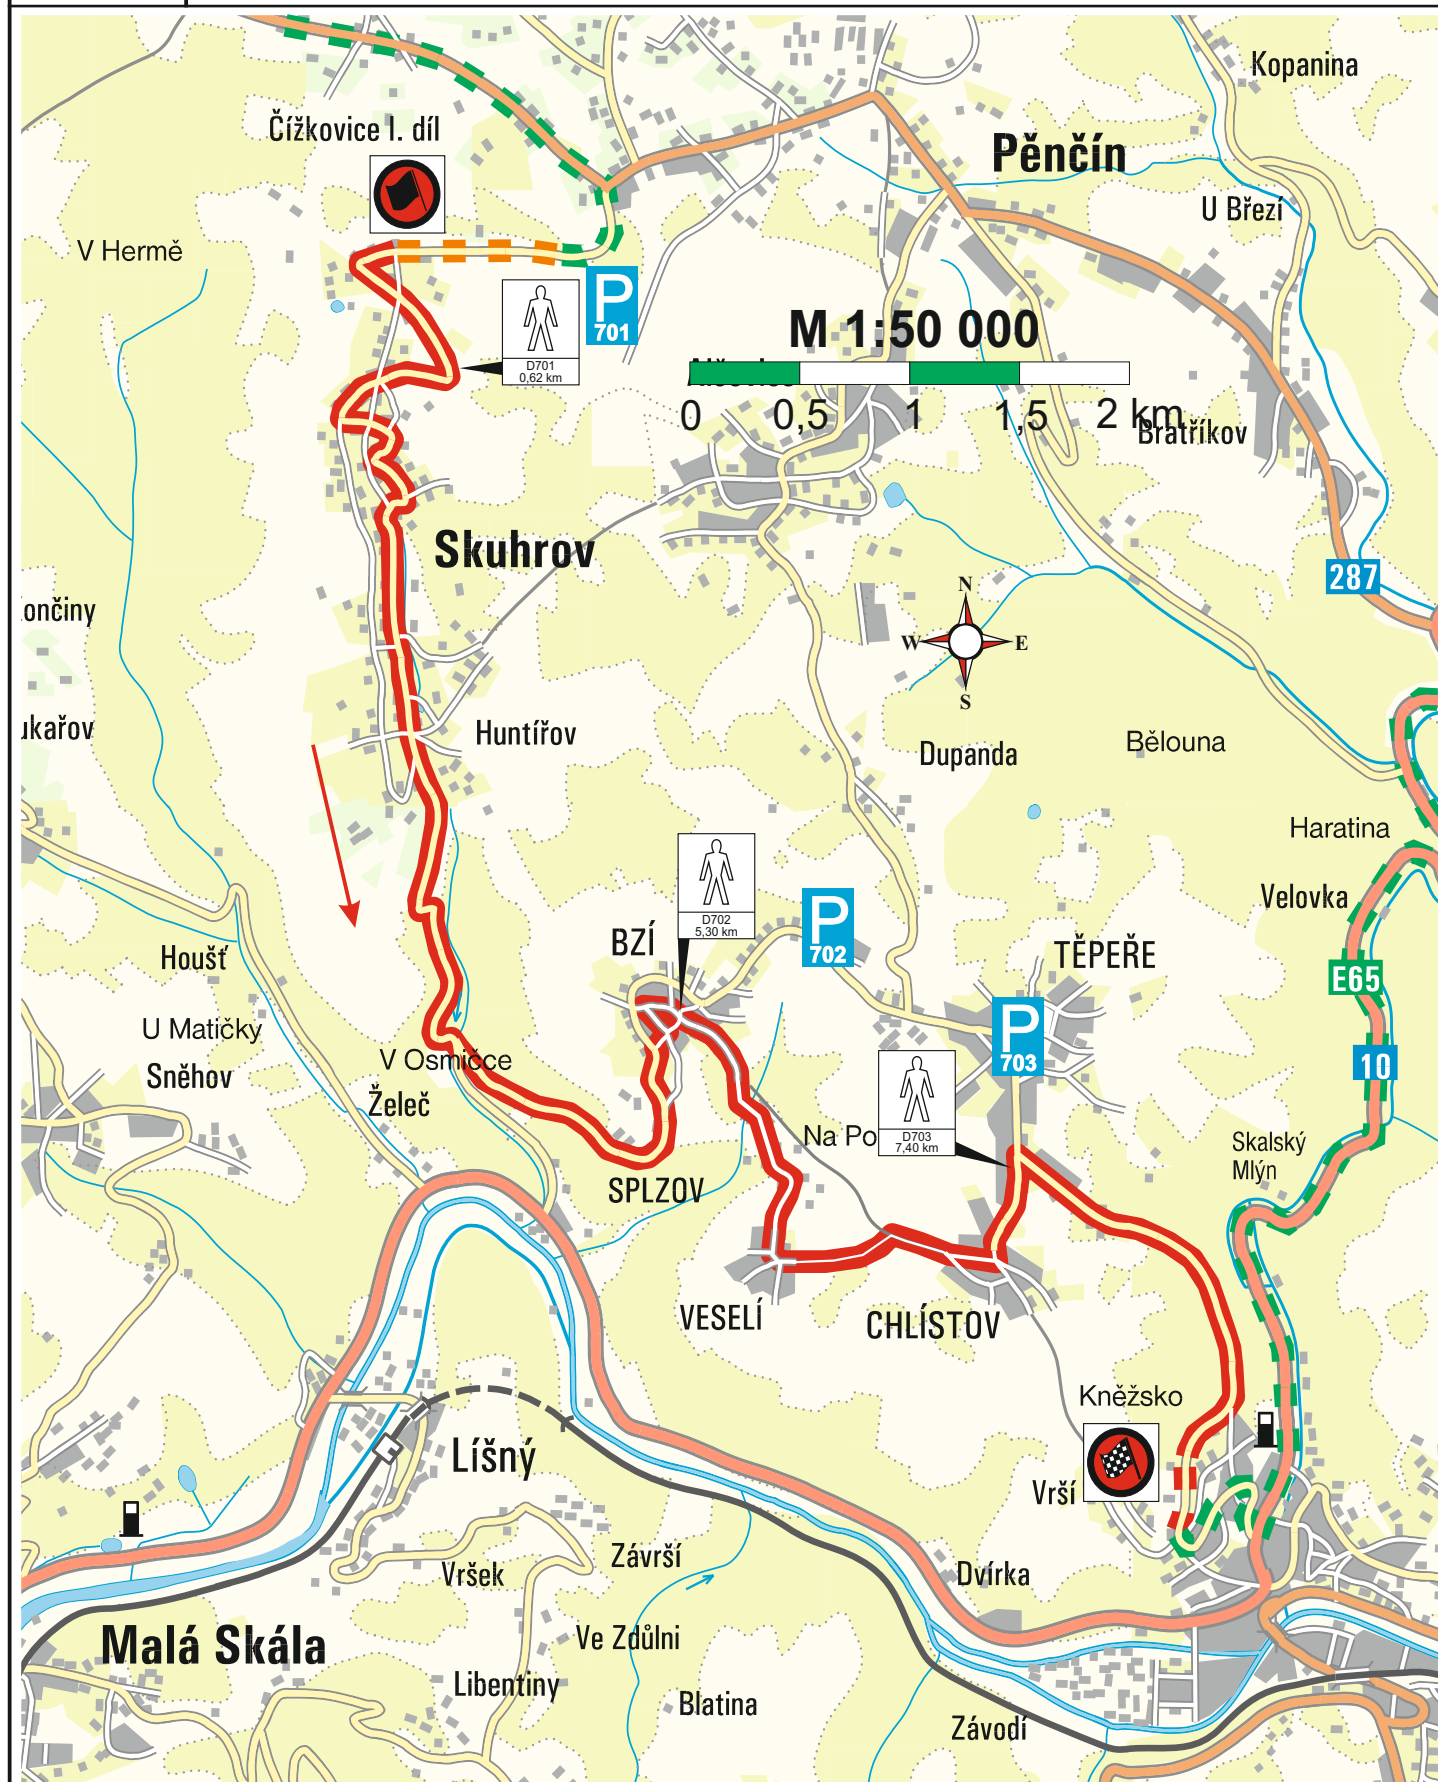 Kopanina
Čížkovice I. díl
Pěnčín
U Březí
V Hermě
P
701
M 1:50 000
D701
0,62 km
0 0,5 1 1,5 2 km
Bratříkov
Skuhrov
287
N
W E
S
Huntířov
Dupanda
Bělouna
Haratina
Velovka
D702
5,30 km
P
702
BZÍ
TĚPEŘE
Houšť
E65
U Matičky
P
703
V Osmičce
10
Sněhov
Želeč
Na Po
D703
7,40 km
Skalský
Mlýn
SPLZOV
VESELÍ
CHLÍSTOV
Kněžsko
Líšný
Vrší
Závrší
Vršek
Dvírka
Malá Skála
Ve Zdůlni
Libentiny
Blatina
Závodí